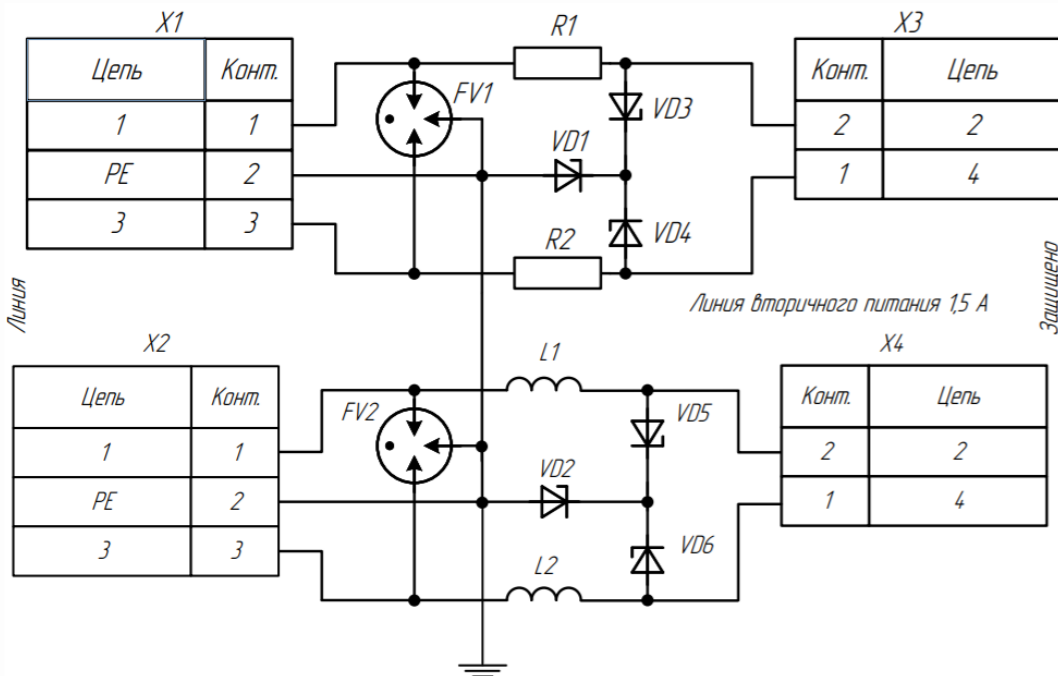 X1
Цепь Конт.
1 1
PE 2
3 3
R1
FV1
VD3
VD1
VD4
R2
X3
Конт. Цепь
2 2
1 4
Линия
Линия вторичного питания 1,5 А
Защищено
X2
Цепь Конт.
1 1
PE 2
3 3
L1
FV2
VD5
VD2
VD6
L2
X4
Конт. Цепь
2 2
1 4